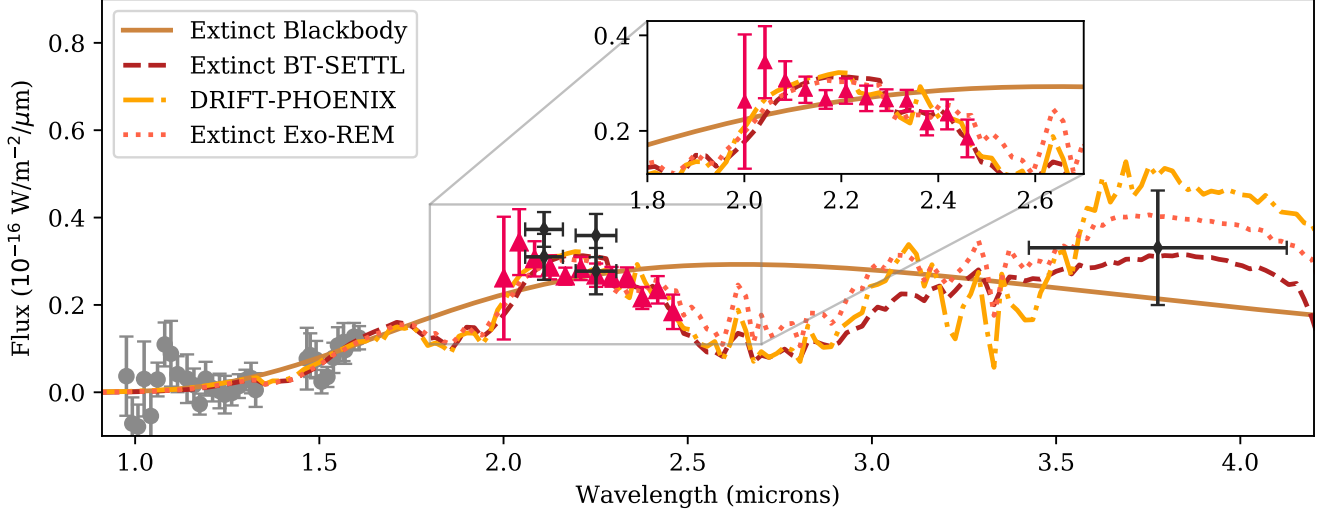 Extinct Blackbody
Extinct BT-SETTL
DRIFT-PHOENIX
Extinct Exo-REM
Flux (10⁻¹⁶ W/m⁻²/μm)
0.8
0.6
0.4
0.2
0.0
0.4
0.2
1.8 2.0 2.2 2.4 2.6
1.0 1.5 2.0 2.5 3.0 3.5 4.0
Wavelength (microns)